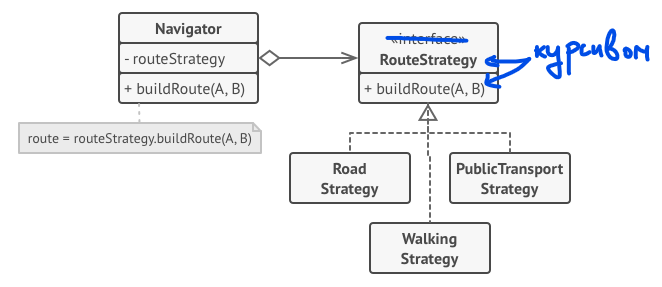 Navigator
- routeStrategy
+ buildRoute(A, B)
route = routeStrategy.buildRoute(A, B)
«interface»
RouteStrategy
+ buildRoute(A, B)
курсивом
Road
Strategy
PublicTransport
Strategy
Walking
Strategy